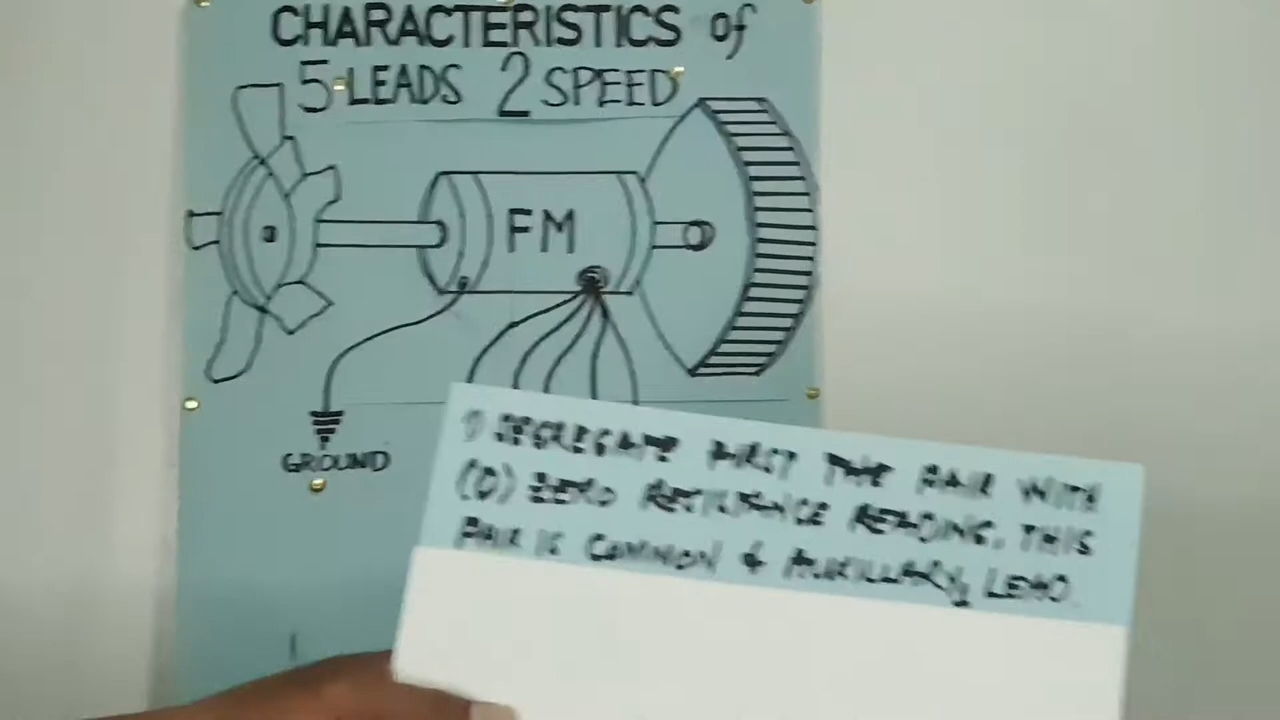 CHARACTERISTICS of
5-LEADS 2 SPEED
FM
GROUND
1) SEGREGATE FIRST THE PAIR WITH
(0) ZERO RESISTANCE READING. THIS
PAIR IS COMMON & AUXILLARY LEAD.